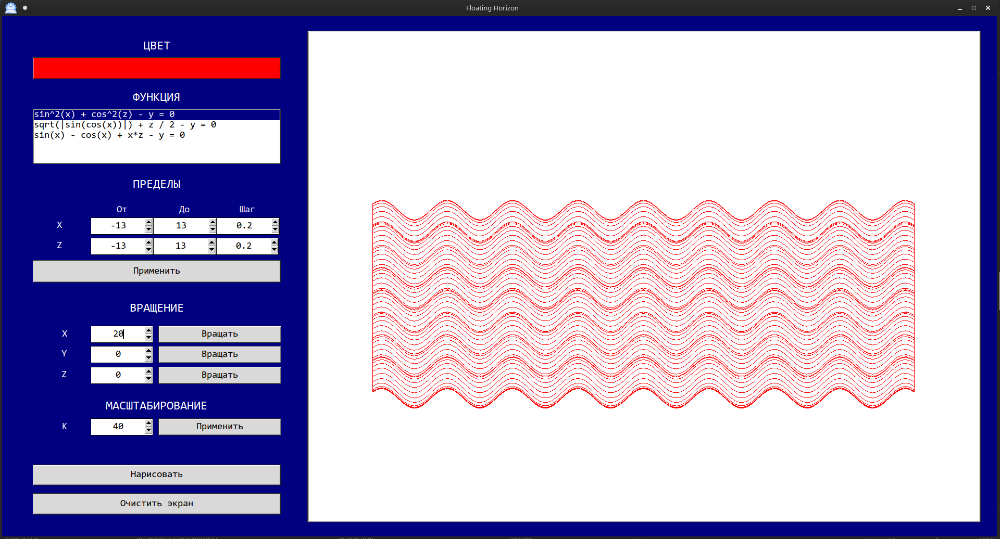 Floating Horizon
ЦВЕТ
ФУНКЦИЯ
sin^2(x) + cos^2(z) - y = 0
sqrt(|sin(cos(x))|) + z / 2 - y = 0
sin(x) - cos(x) + x*z - y = 0
ПРЕДЕЛЫ
От До Шаг
X -13 13 0.2
Z -13 13 0.2
Применить
ВРАЩЕНИЕ
X 20 Вращать
Y 0 Вращать
Z 0 Вращать
МАСШТАБИРОВАНИЕ
K 40 Применить
Нарисовать
Очистить экран